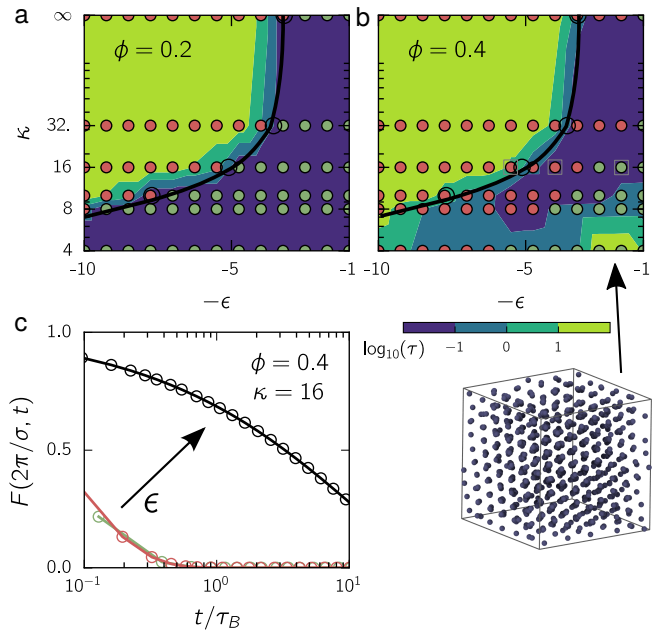 a
b
ϕ = 0.2
ϕ = 0.4
κ
∞
32.
16
8
4
-10
-5
-1
-10
-5
-1
−ϵ
−ϵ
c
log₁₀(τ) −1 0 1
F(2π/σ, t)
1.0
0.5
0.0
ϕ = 0.4
κ = 16
ϵ
10⁻¹
10⁰
10¹
t/τ_B